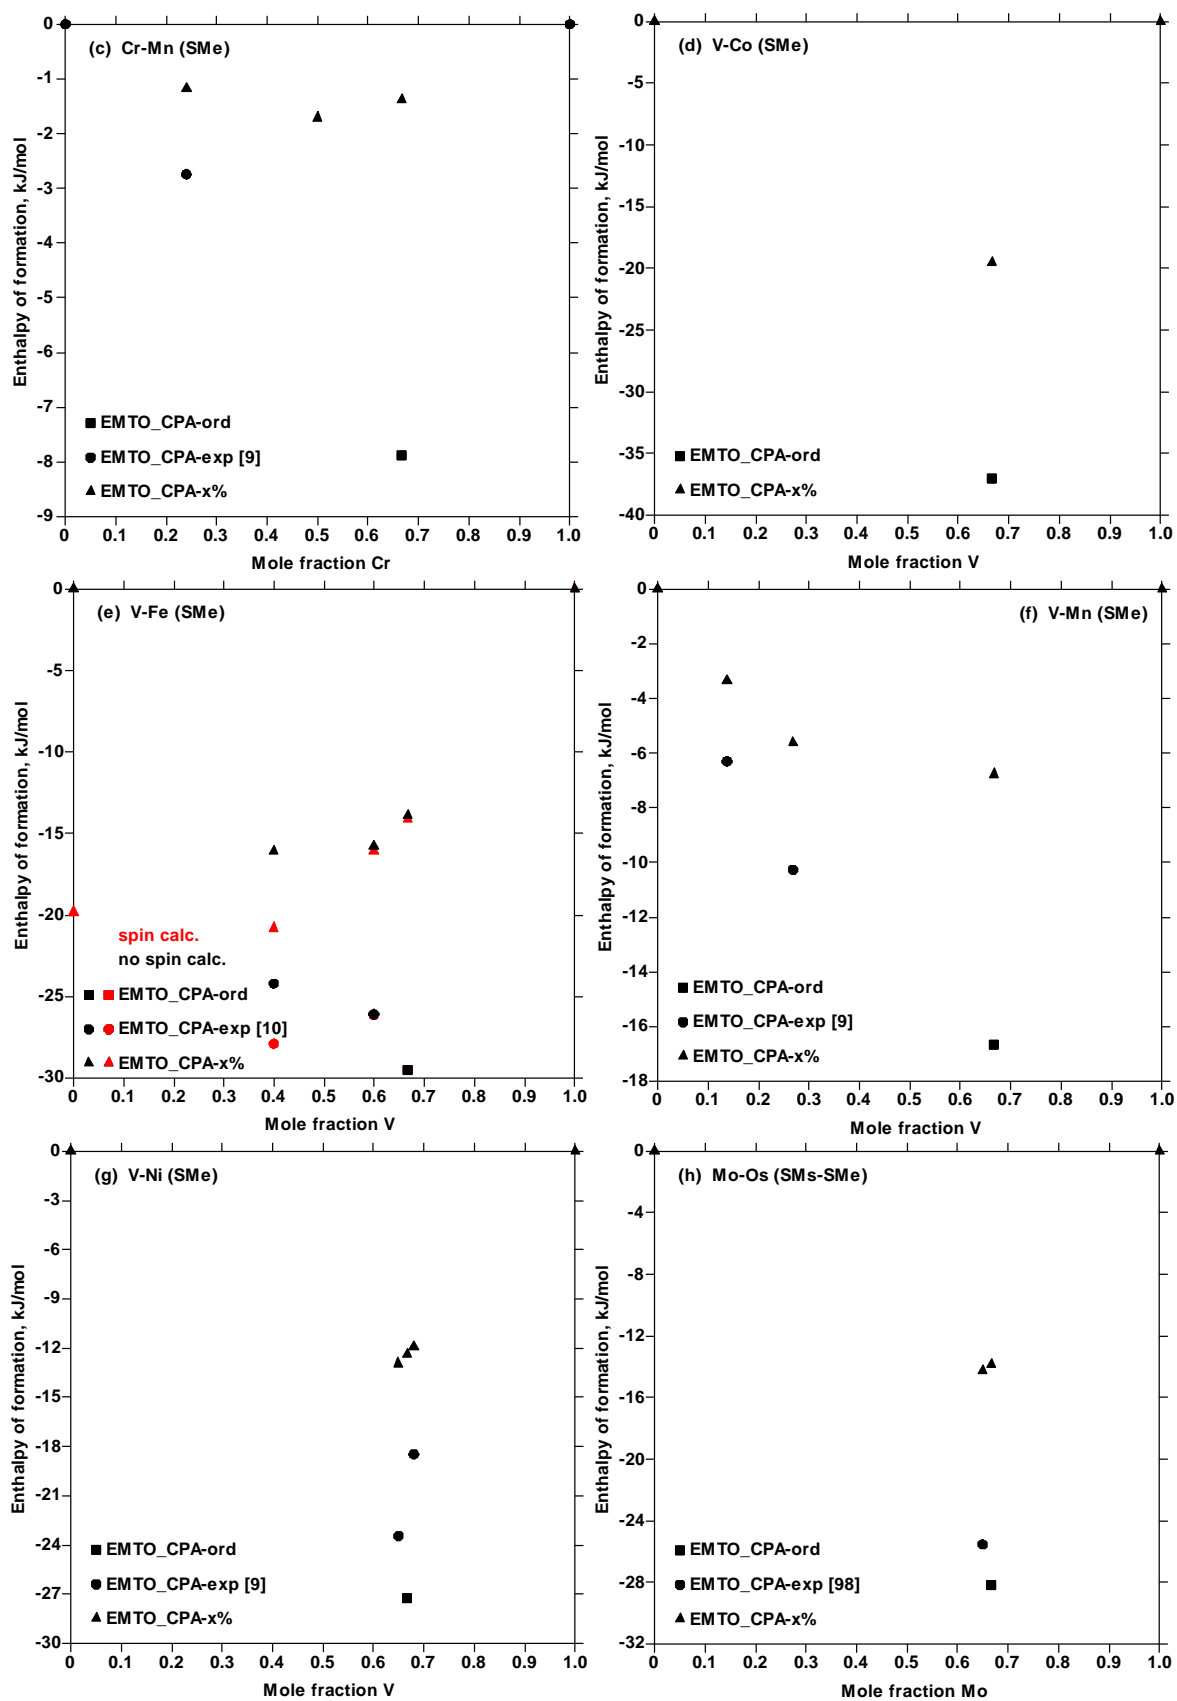 (c) Cr-Mn (SMe)
Enthalpy of formation, kJ/mol
0
-1
-2
-3
-4
-5
-6
-7
-8
-9
EMTO_CPA-ord
EMTO_CPA-exp [9]
EMTO_CPA-x%
0 0.1 0.2 0.3 0.4 0.5 0.6 0.7 0.8 0.9 1.0
Mole fraction Cr
(d) V-Co (SMe)
Enthalpy of formation, kJ/mol
0
-5
-10
-15
-20
-25
-30
-35
-40
EMTO_CPA-ord
EMTO_CPA-x%
0 0.1 0.2 0.3 0.4 0.5 0.6 0.7 0.8 0.9 1.0
Mole fraction V
(e) V-Fe (SMe)
Enthalpy of formation, kJ/mol
0
-5
-10
-15
-20
-25
-30
spin calc.
no spin calc.
EMTO_CPA-ord
EMTO_CPA-exp [10]
EMTO_CPA-x%
0 0.1 0.2 0.3 0.4 0.5 0.6 0.7 0.8 0.9 1.0
Mole fraction V
(f) V-Mn (SMe)
Enthalpy of formation, kJ/mol
0
-2
-4
-6
-8
-10
-12
-14
-16
-18
EMTO_CPA-ord
EMTO_CPA-exp [9]
EMTO_CPA-x%
0 0.1 0.2 0.3 0.4 0.5 0.6 0.7 0.8 0.9 1.0
Mole fraction V
(g) V-Ni (SMe)
Enthalpy of formation, kJ/mol
0
-3
-6
-9
-12
-15
-18
-21
-24
-27
-30
EMTO_CPA-ord
EMTO_CPA-exp [9]
EMTO_CPA-x%
0 0.1 0.2 0.3 0.4 0.5 0.6 0.7 0.8 0.9 1.0
Mole fraction V
(h) Mo-Os (SMs-SMe)
Enthalpy of formation, kJ/mol
0
-4
-8
-12
-16
-20
-24
-28
-32
EMTO_CPA-ord
EMTO_CPA-exp [98]
EMTO_CPA-x%
0 0.1 0.2 0.3 0.4 0.5 0.6 0.7 0.8 0.9 1.0
Mole fraction Mo